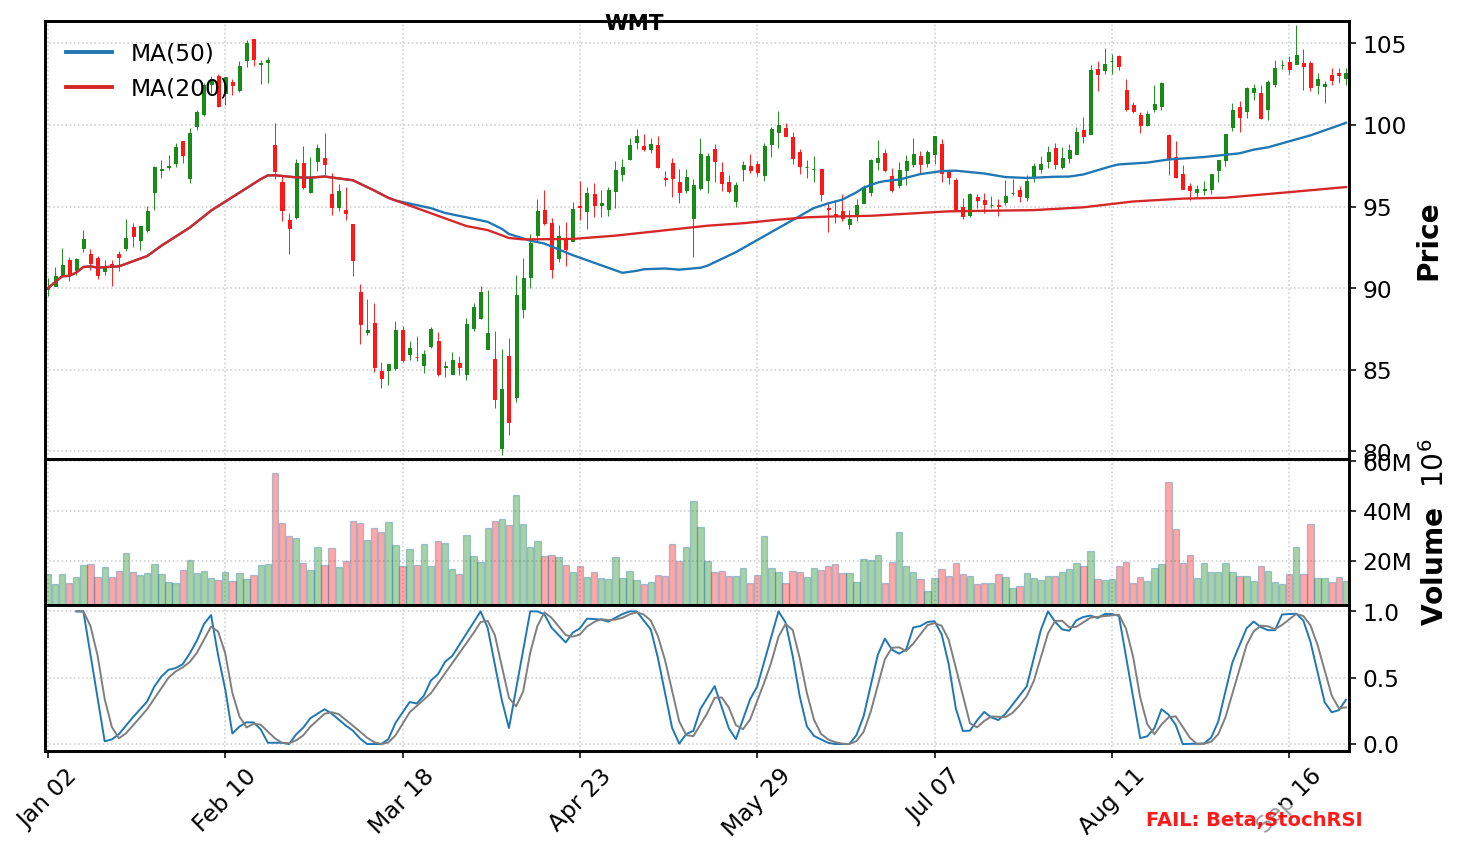 WMT
MA(50)
MA(200)
105
100
95
90
85
80
Price
60M
40M
20M
Volume 10^6
1.0
0.5
0.0
Jan 02
Feb 10
Mar 18
Apr 23
May 29
Jul 07
Aug 11
Sep 16
FAIL: Beta,StochRSI